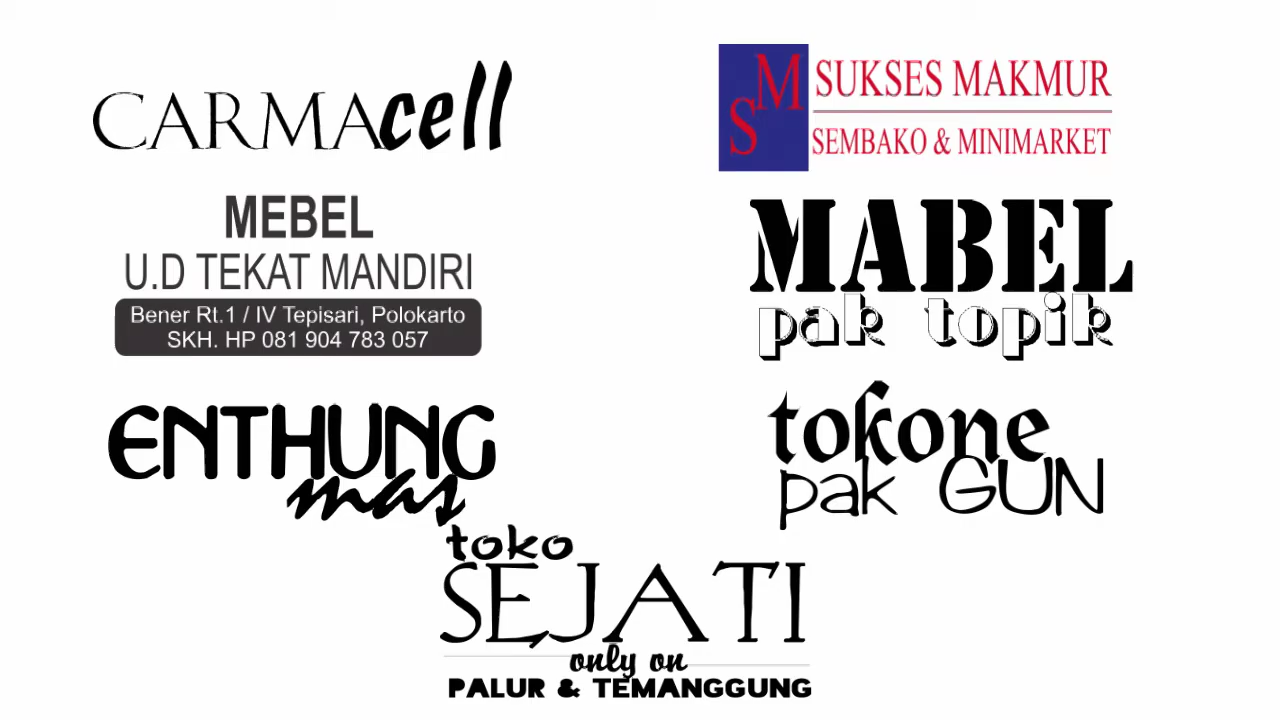 CARMAcell
SM
SUKSES MAKMUR
SEMBAKO & MINIMARKET
MEBEL
U.D TEKAT MANDIRI
Bener Rt.1 / IV Tepisari, Polokarto
SKH. HP 081 904 783 057
MABEL
pak topik
ENTHUNG
mas
tokone
pak GUN
toko
SEJATI
only on
PALUR & TEMANGGUNG